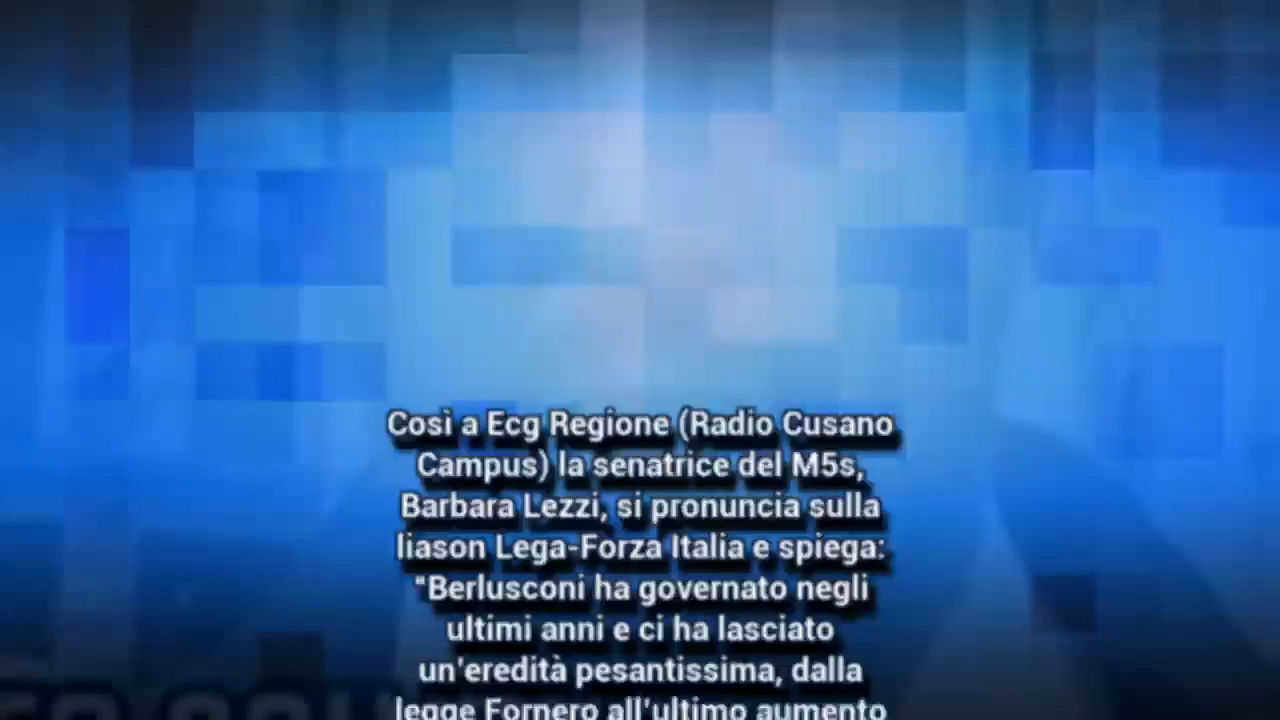 Così a Ecg Regione (Radio Cusano
Campus) la senatrice del M5s,
Barbara Lezzi, si pronuncia sulla
liason Lega-Forza Italia e spiega:
“Berlusconi ha governato negli
ultimi anni e ci ha lasciato
un'eredità pesantissima, dalla
legge Fornero all'ultimo aumento